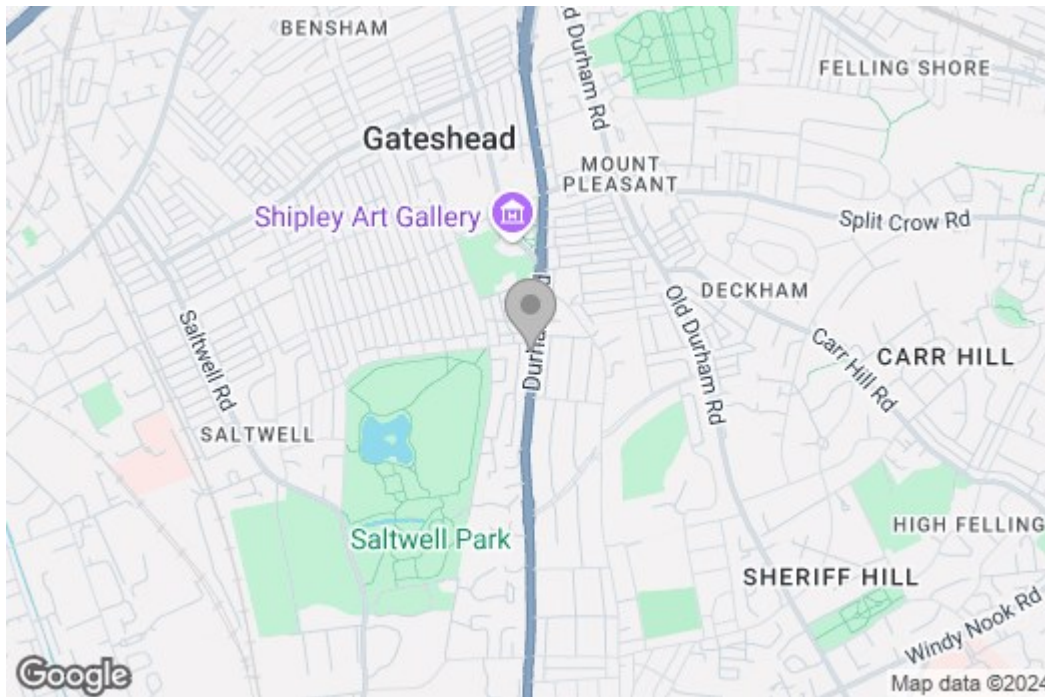 BENSHAM
d Durham Rd
FELLING SHORE
Gateshead
MOUNT
PLEASANT
Shipley Art Gallery
Split Crow Rd
DECKHAM
Old Durham Rd
Durha
d
Carr Hill Rd
CARR HILL
Saltwell Rd
SALTWELL
Saltwell Park
HIGH FELLING
SHERIFF HILL
Windy Nook Rd
Google
Map data ©2024